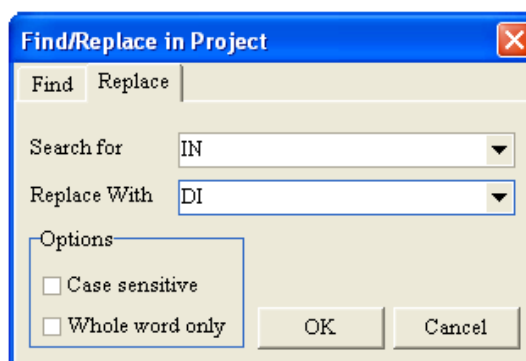 Find/Replace in Project
Find Replace
Search for IN
Replace With DI
Options
Case sensitive
Whole word only
OK Cancel